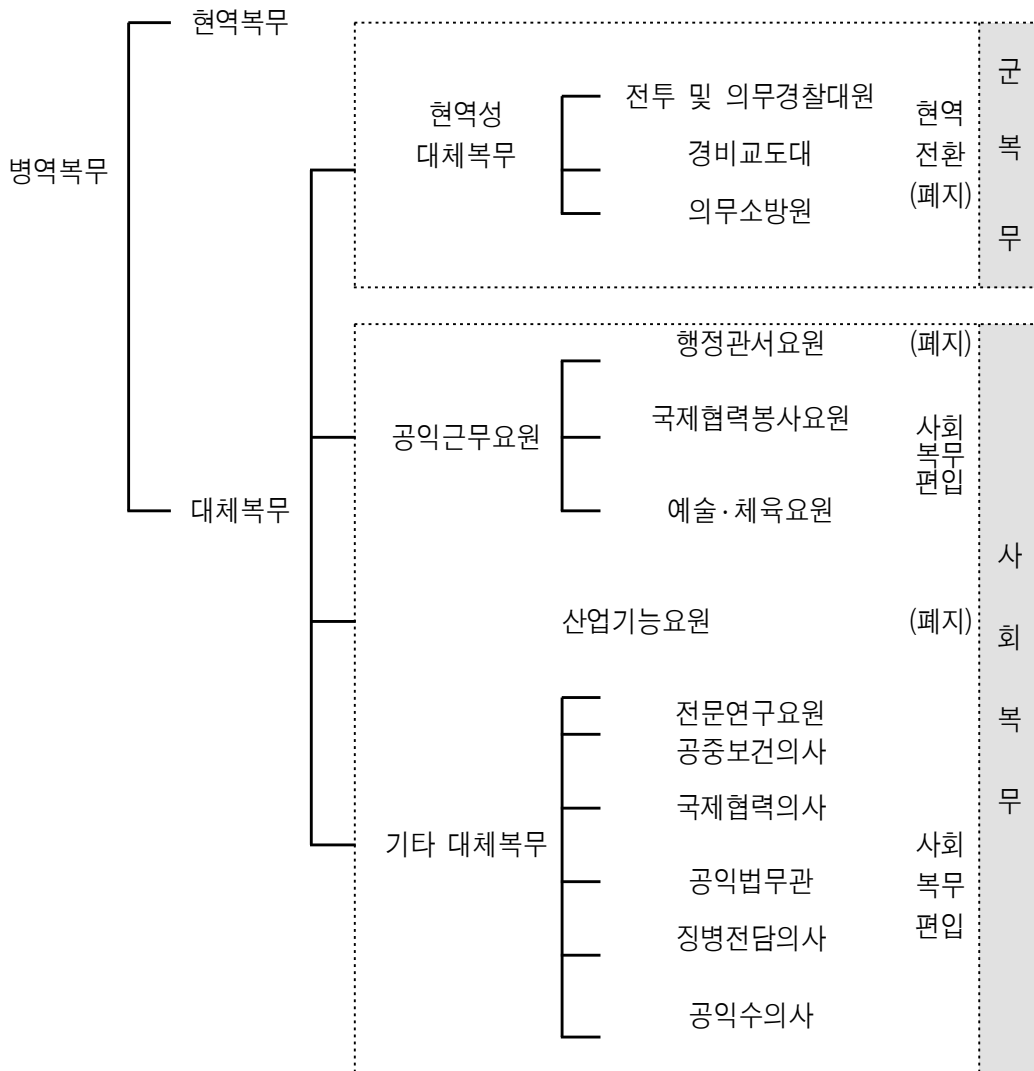 병역복무
현역복무
대체복무
현역성
대체복무
전투 및 의무경찰대원
경비교도대
의무소방원
현역
전환
(폐지)
군
복
무
공익근무요원
행정관서요원
(폐지)
국제협력봉사요원
예술·체육요원
사회
복무
편입
산업기능요원
(폐지)
기타 대체복무
전문연구요원
공중보건의사
국제협력의사
공익법무관
징병전담의사
공익수의사
사회
복무
편입
사
회
복
무